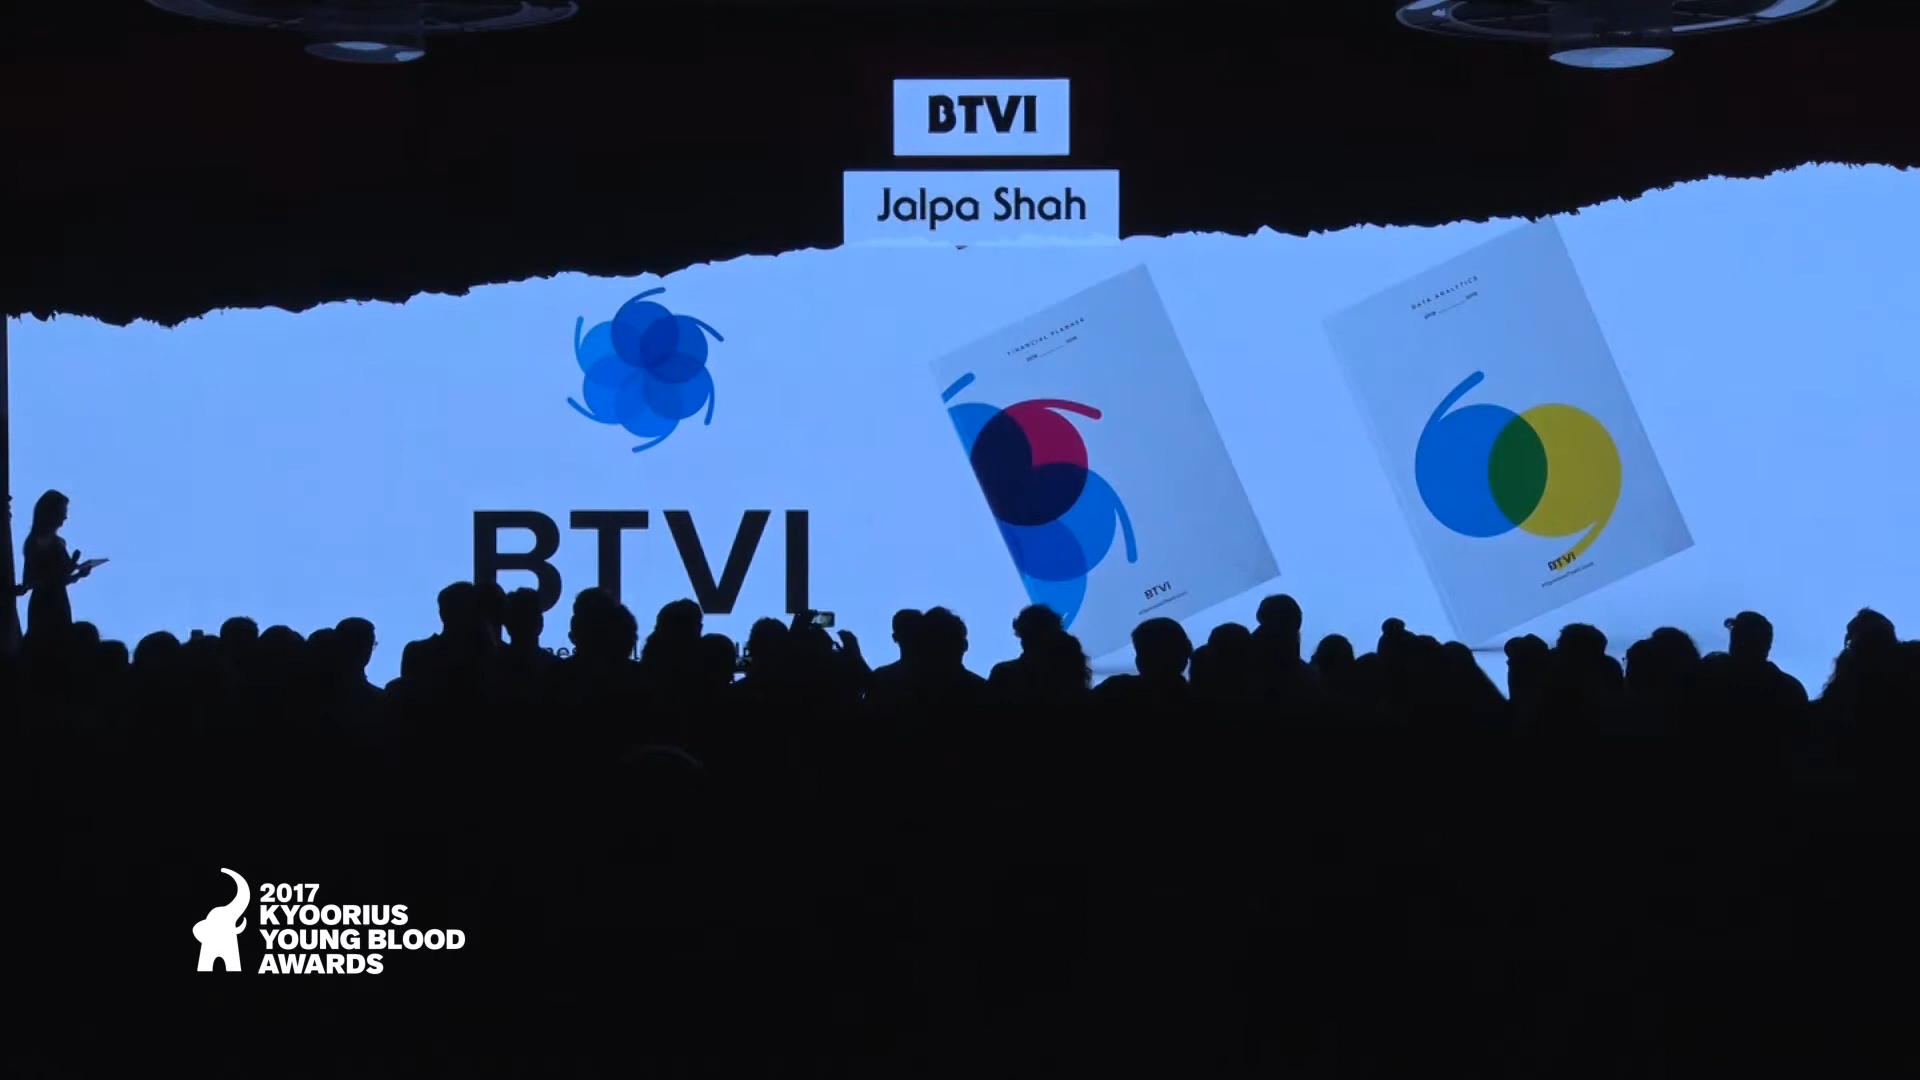 BTVI
Jalpa Shah
BTVI
FINANCIAL PLANNER
BTVI
DATA ANALYTICS
BTVI
2017
KYOORIUS
YOUNG BLOOD
AWARDS